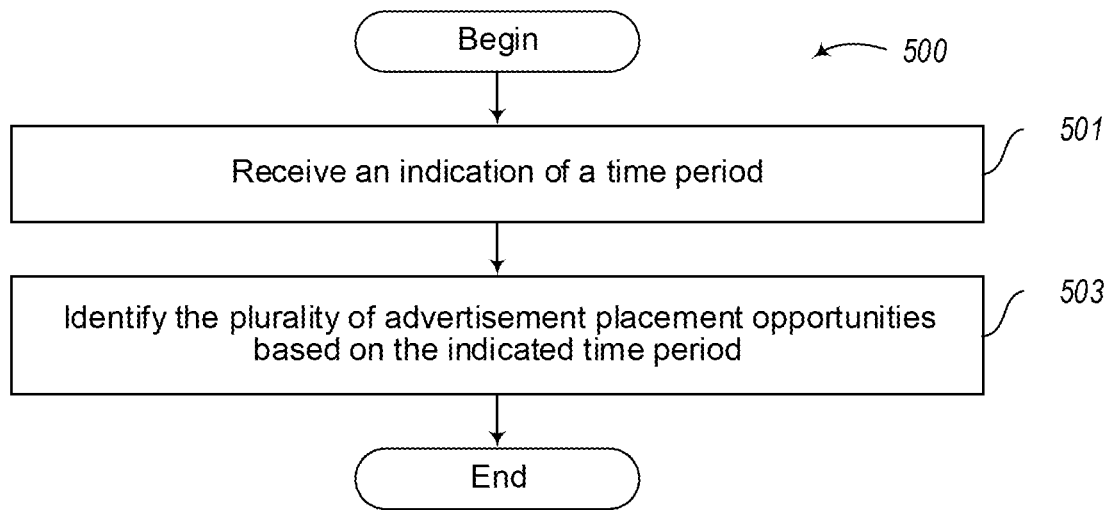 Begin
500
501
Receive an indication of a time period
503
Identify the plurality of advertisement placement opportunities
based on the indicated time period
End